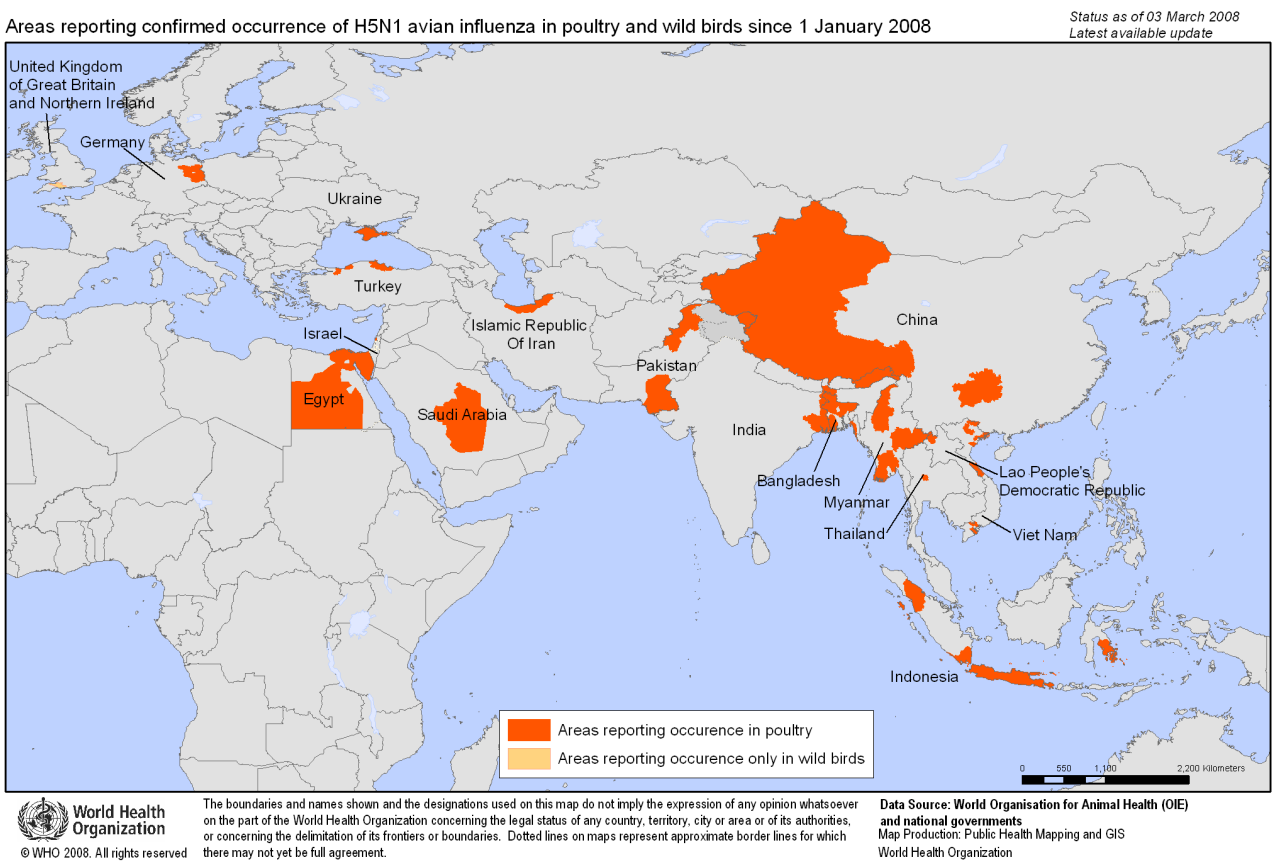 Areas reporting confirmed occurrence of H5N1 avian influenza in poultry and wild birds since 1 January 2008
Status as of 03 March 2008
Latest available update
United Kingdom
of Great Britain
and Northern Ireland
Germany
Ukraine
Turkey
Israel
Islamic Republic
Of Iran
China
Pakistan
Egypt
Saudi Arabia
India
Bangladesh
Myanmar
Thailand
Lao People's
Democratic Republic
Viet Nam
Indonesia
Areas reporting occurence in poultry
Areas reporting occurence only in wild birds
0 550 1,100 2,200 Kilometers
World Health
Organization
© WHO 2008. All rights reserved
The boundaries and names shown and the designations used on this map do not imply the expression of any opinion whatsoever
on the part of the World Health Organization concerning the legal status of any country, territory, city or area or of its authorities,
or concerning the delimitation of its frontiers or boundaries. Dotted lines on maps represent approximate border lines for which
there may not yet be full agreement.
Data Source: World Organisation for Animal Health (OIE)
and national governments
Map Production: Public Health Mapping and GIS
World Health Organization